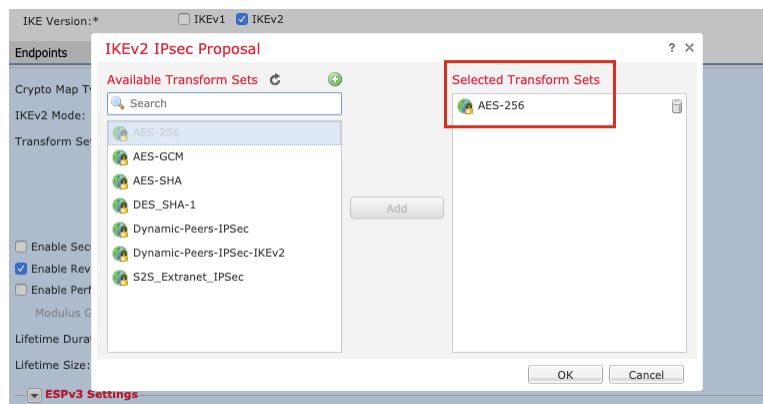 IKE Version:* IKEv1 IKEv2
Endpoints
IKEv2 IPsec Proposal ?
Available Transform Sets
Selected Transform Sets
Search
AES-256
AES-GCM
AES-SHA
DES_SHA-1
Dynamic-Peers-IPSec
Dynamic-Peers-IPSec-IKEv2
S2S_Extranet_IPSec
Add
AES-256
OK Cancel
Crypto Map Ty
IKEv2 Mode:
Transform Set
Enable Secu
Enable Rev
Enable Perf
Modulus G
Lifetime Durat
Lifetime Size:
ESPv3 Settings